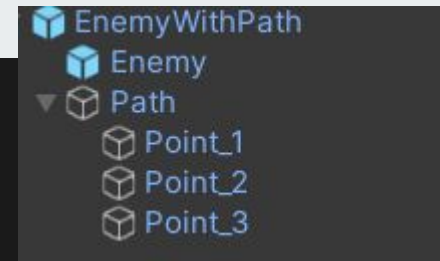 EnemyWithPath
Enemy
Path
Point_1
Point_2
Point_3